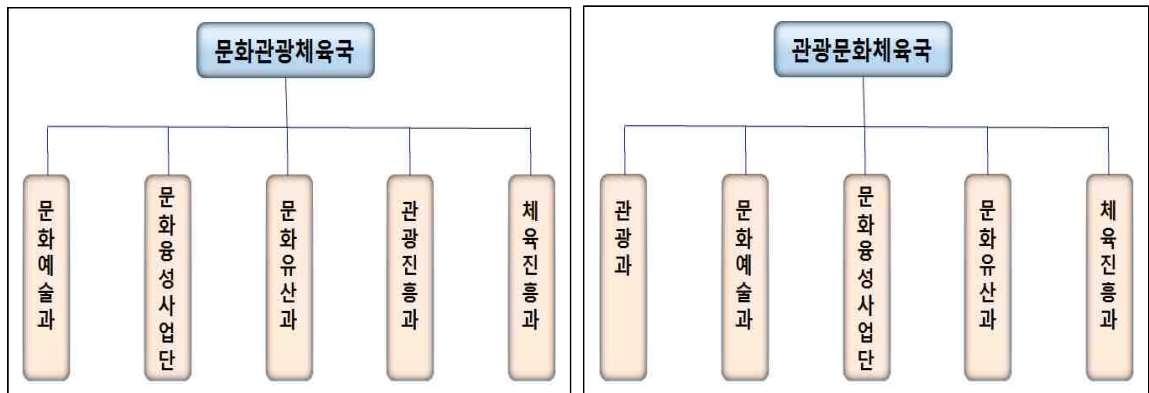 문화관광체육국
문화예술과
문화융성사업단
문화유산과
관광진흥과
체육진흥과
관광문화체육국
관광과
문화예술과
문화융성사업단
문화유산과
체육진흥과